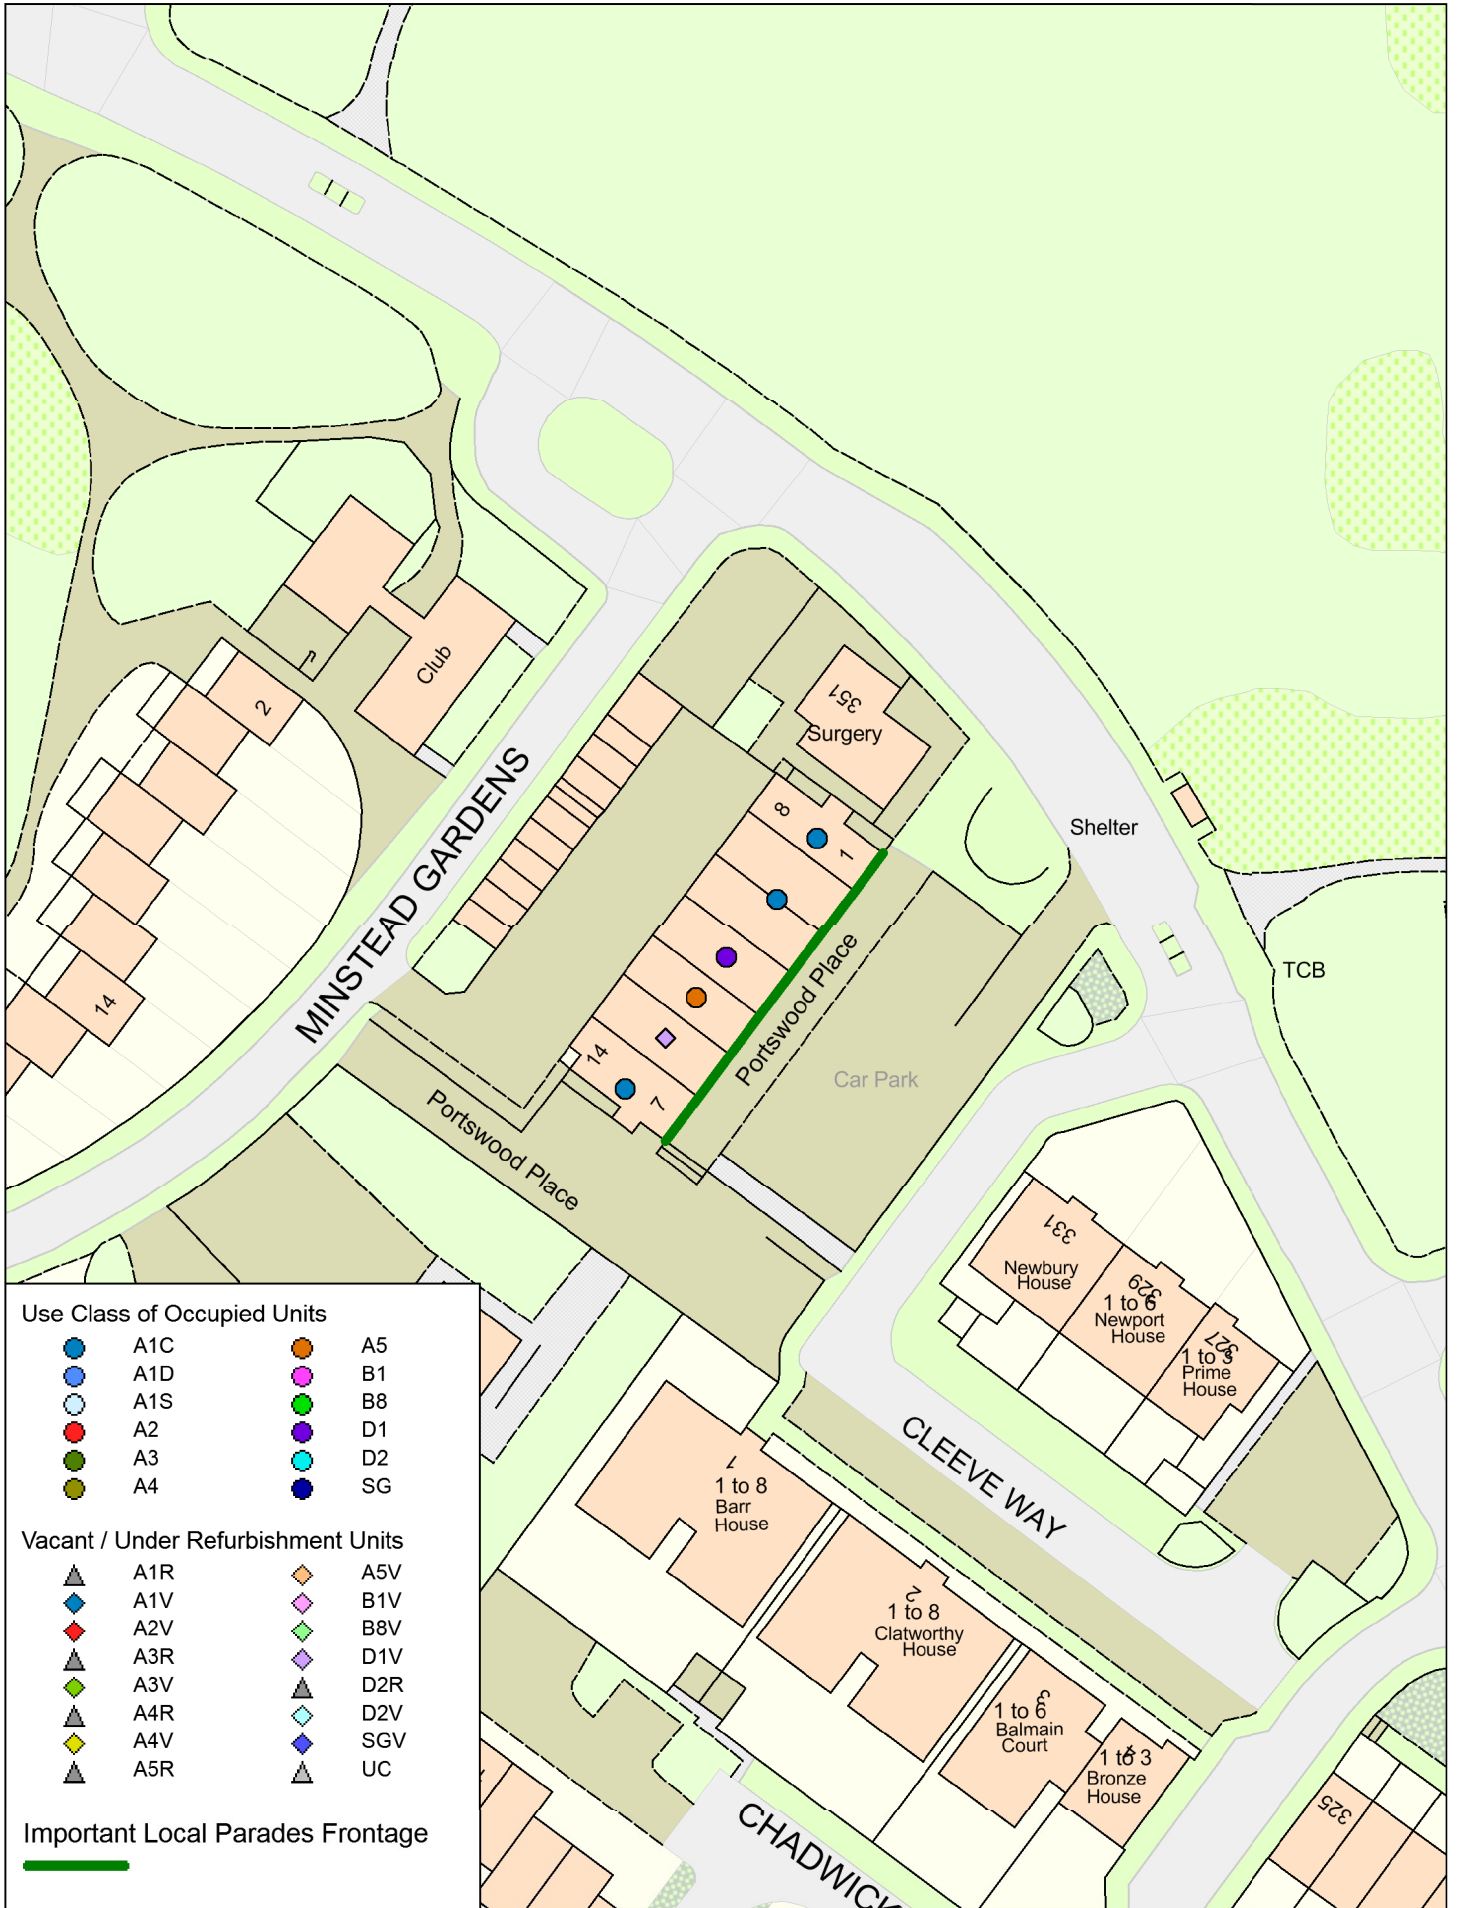 Club
2
351
Surgery
MINSTEAD GARDENS
8
1
Shelter
14
TCB
Portswood Place
14
7
Car Park
Portswood Place
331
Newbury
House
329
1 to 6
Newport
House
327
1 to 3
Prime
House
CLEEVE WAY
1
1 to 8
Barr
House
2
1 to 8
Clatworthy
House
3
1 to 6
Balmain
Court
4
1 to 3
Bronze
House
325
CHADWICK
Use Class of Occupied Units
A1C
A1D
A1S
A2
A3
A4
A5
B1
B8
D1
D2
SG
Vacant / Under Refurbishment Units
A1R
A1V
A2V
A3R
A3V
A4R
A4V
A5R
A5V
B1V
B8V
D1V
D2R
D2V
SGV
UC
Important Local Parades Frontage